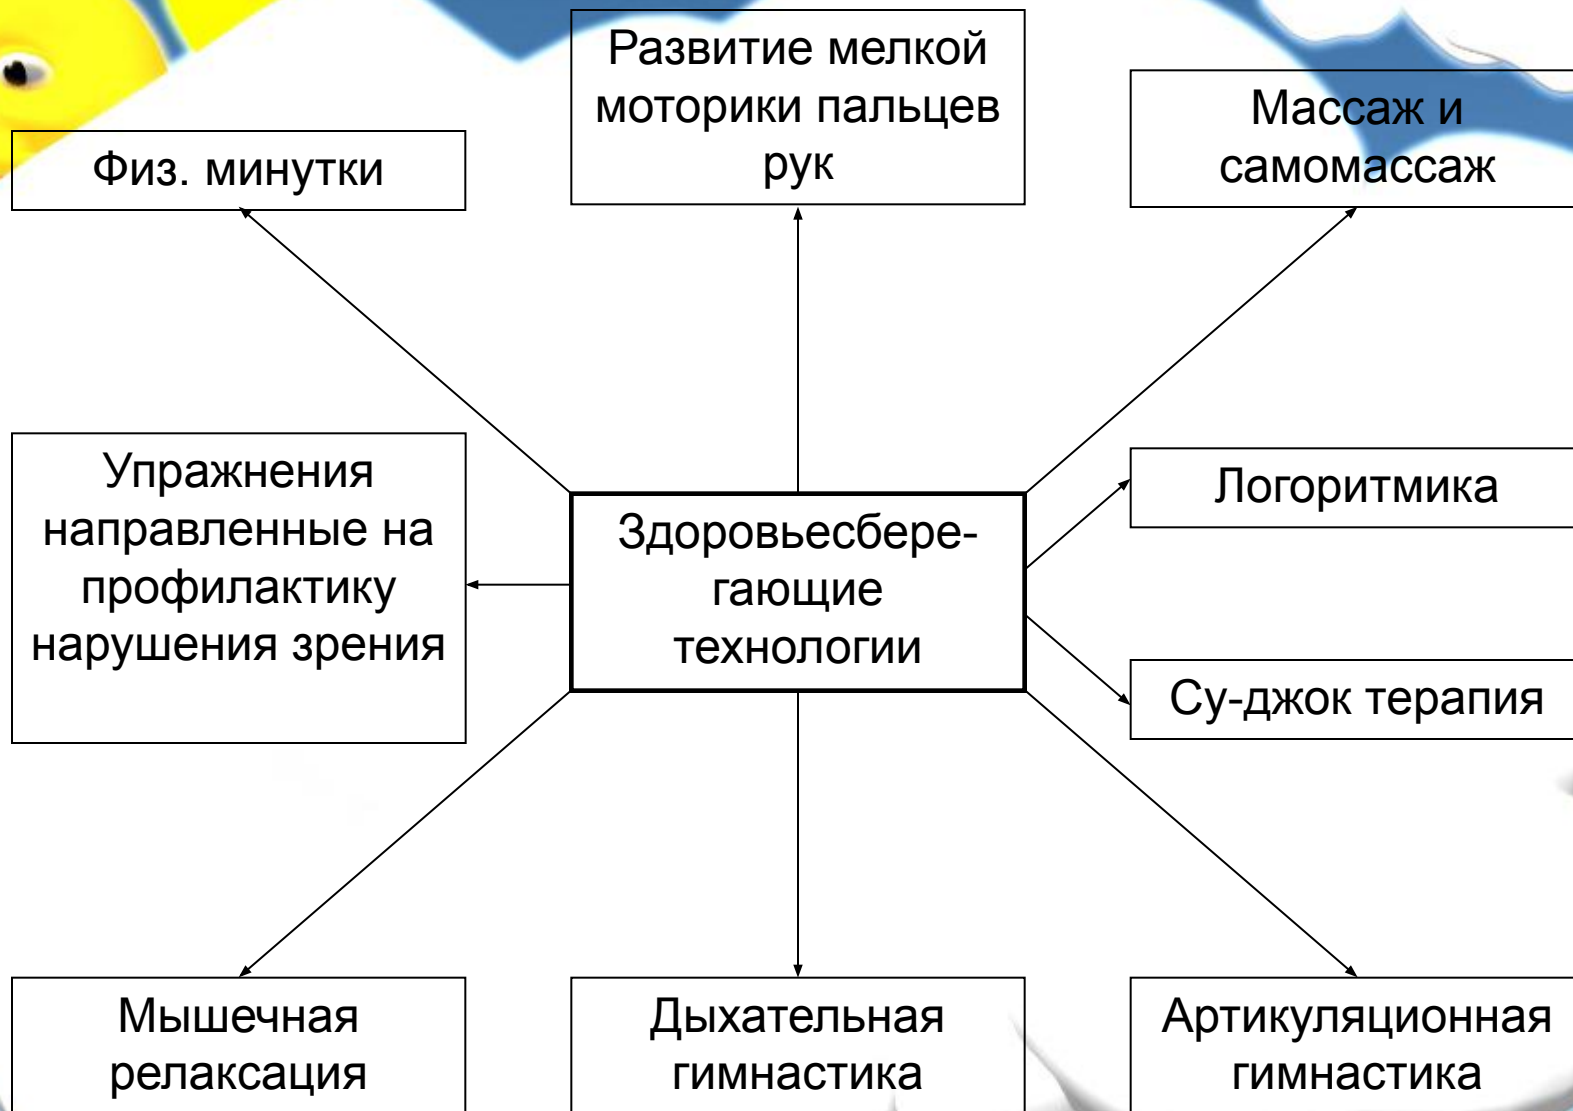 Развитие мелкой
моторики пальцев
рук
Массаж и
самомассаж
Физ. минутки
Упражнения
направленные на
профилактику
нарушения зрения
Здоровьесбере-
гающие
технологии
Логоритмика
Су-джок терапия
Мышечная
релаксация
Дыхательная
гимнастика
Артикуляционная
гимнастика